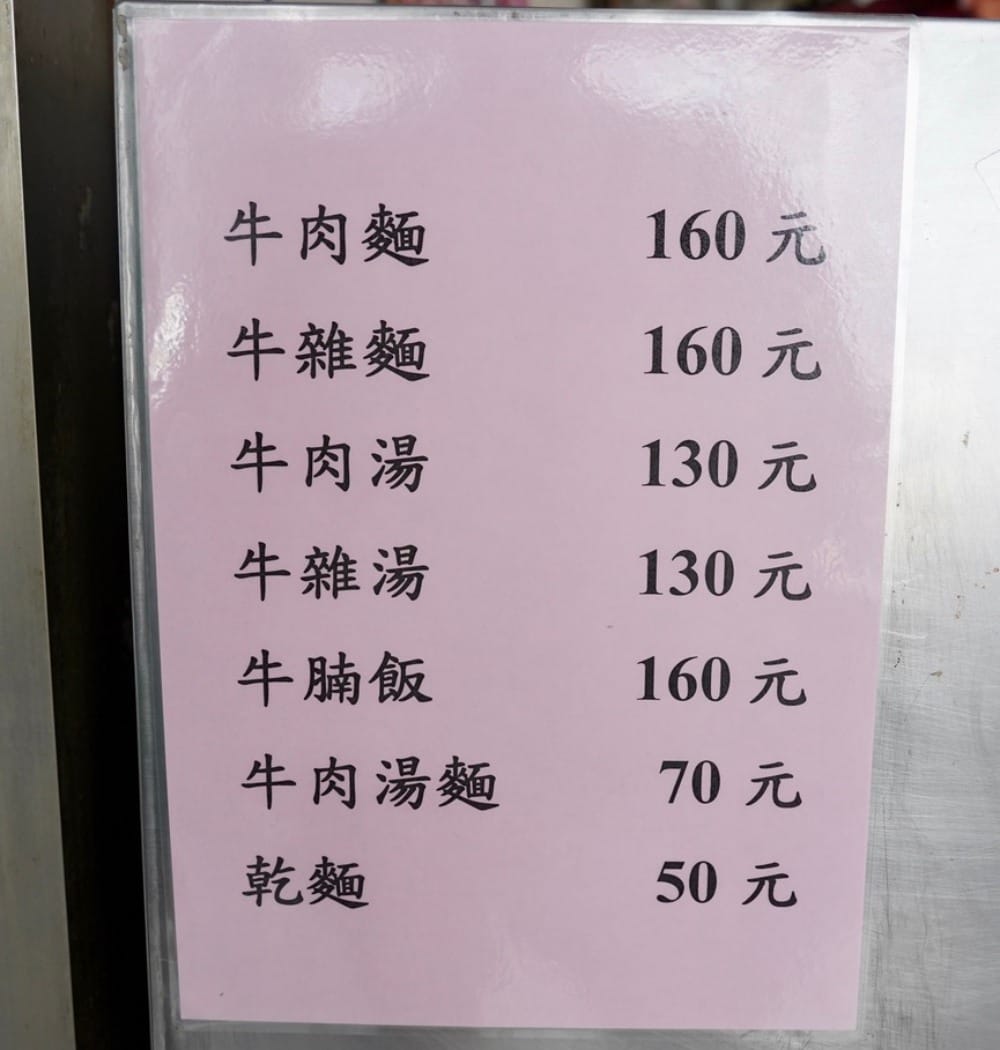 牛肉麵 160 元
牛雜麵 160 元
牛肉湯 130 元
牛雜湯 130 元
牛腩飯 160 元
牛肉湯麵 70 元
乾麵 50 元